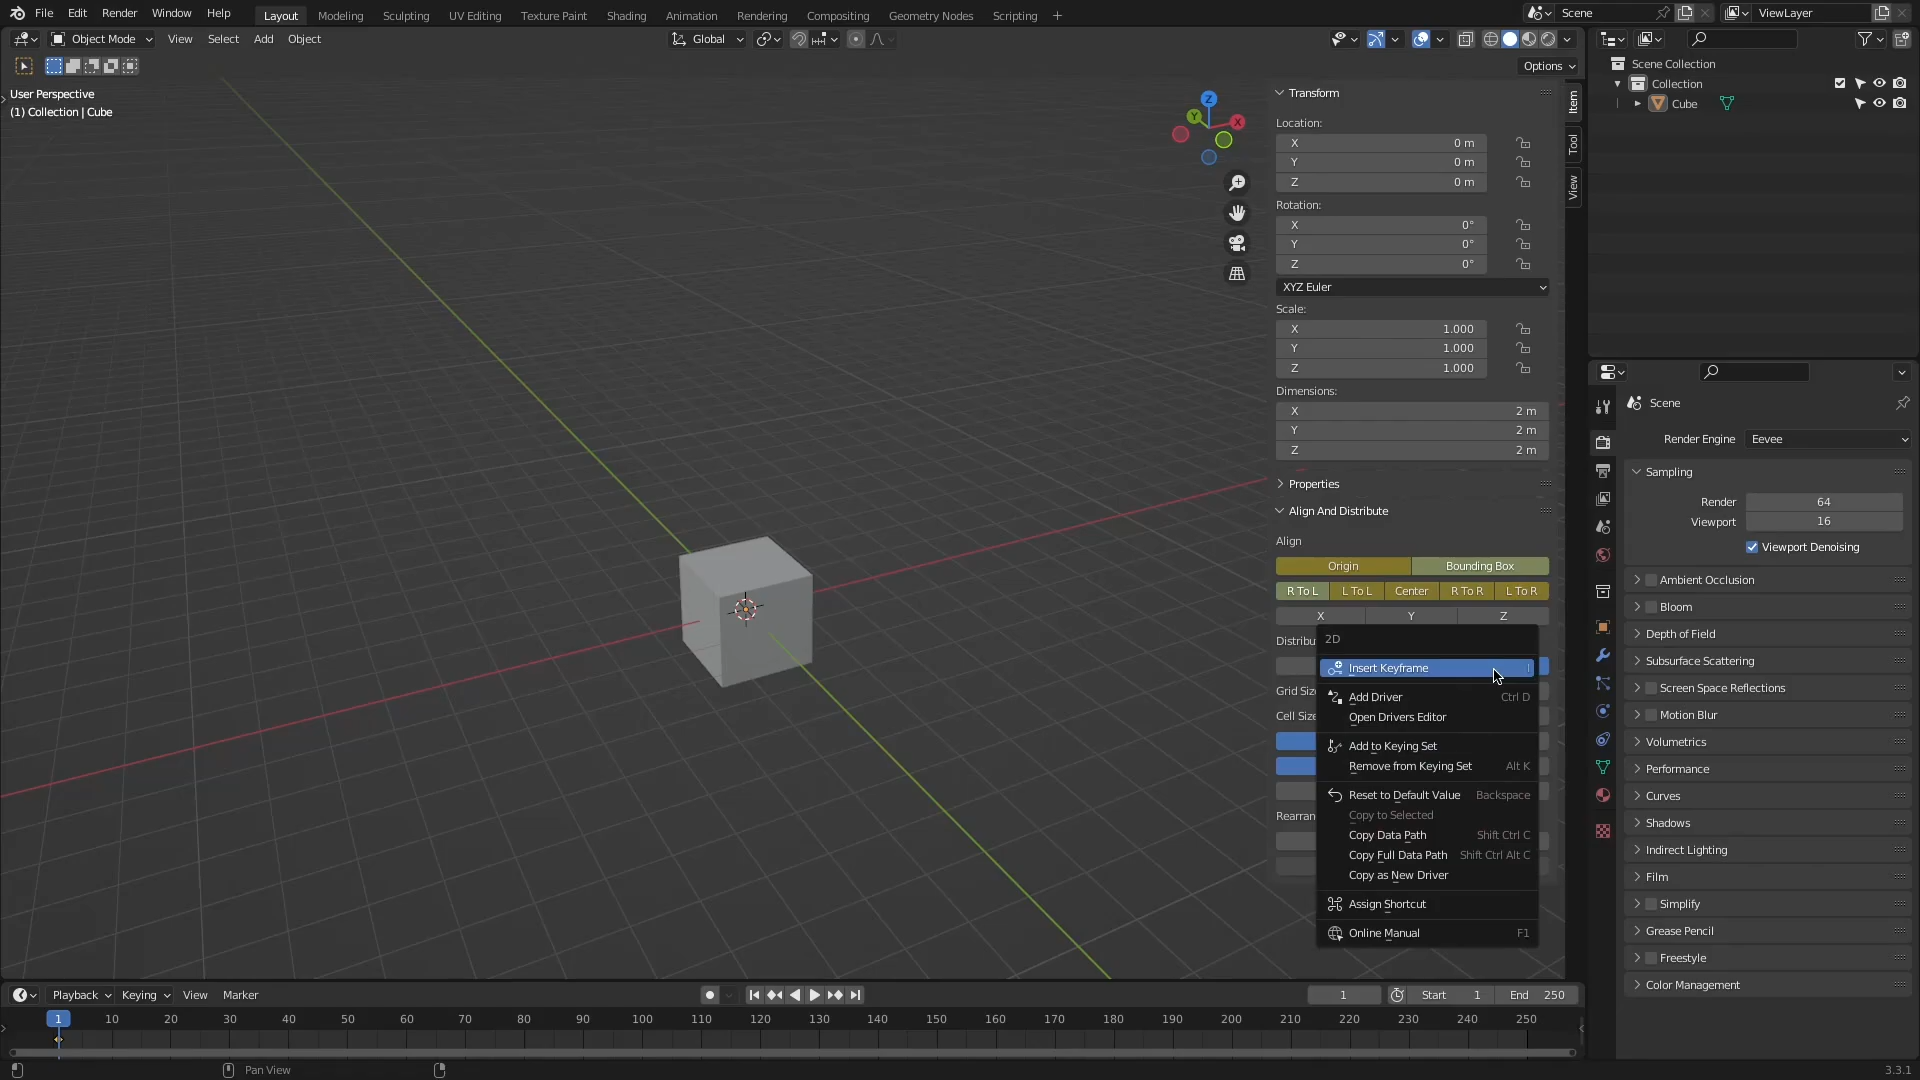 File Edit Render Window Help
Layout Modeling Sculpting UV Editing Texture Paint Shading Animation Rendering Compositing Geometry Nodes Scripting +
Scene
ViewLayer
Object Mode View Select Add Object
Global
Options
User Perspective
(1) Collection | Cube
Z
Y
X
Transform
Location:
X 0 m
Y 0 m
Z 0 m
Rotation:
X 0°
Y 0°
Z 0°
XYZ Euler
Scale:
X 1.000
Y 1.000
Z 1.000
Dimensions:
X 2 m
Y 2 m
Z 2 m
Properties
Align And Distribute
Align
Origin Bounding Box
R To L L To L Center R To R L To R
X Y Z
Distribu
Grid Size
Cell Size
Rearran
2D
Insert Keyframe I
Add Driver Ctrl D
Open Drivers Editor
Add to Keying Set
Remove from Keying Set Alt K
Reset to Default Value Backspace
Copy to Selected
Copy Data Path Shift Ctrl C
Copy Full Data Path Shift Ctrl Alt C
Copy as New Driver
Assign Shortcut
Online Manual F1
Item
Tool
View
Scene Collection
Collection
Cube
Scene
Render Engine Eevee
Sampling
Render 64
Viewport 16
Viewport Denoising
Ambient Occlusion
Bloom
Depth of Field
Subsurface Scattering
Screen Space Reflections
Motion Blur
Volumetrics
Performance
Curves
Shadows
Indirect Lighting
Film
Simplify
Grease Pencil
Freestyle
Color Management
Playback Keying View Marker
1 Start 1 End 250
1 10 20 30 40 50 60 70 80 90 100 110 120 130 140 150 160 170 180 190 200 210 220 230 240 250
Pan View
3.3.1